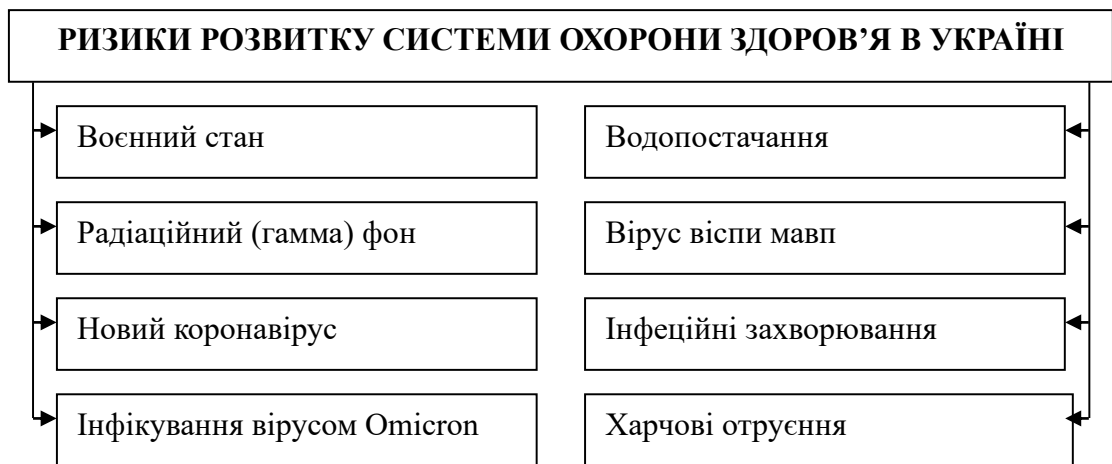 РИЗИКИ РОЗВИТКУ СИСТЕМИ ОХОРОНИ ЗДОРОВ’Я В УКРАЇНІ
Воєнний стан
Водопостачання
Радіаційний (гамма) фон
Вірус віспи мавп
Новий коронавірус
Інфеційні захворювання
Інфікування вірусом Omicron
Харчові отруєння